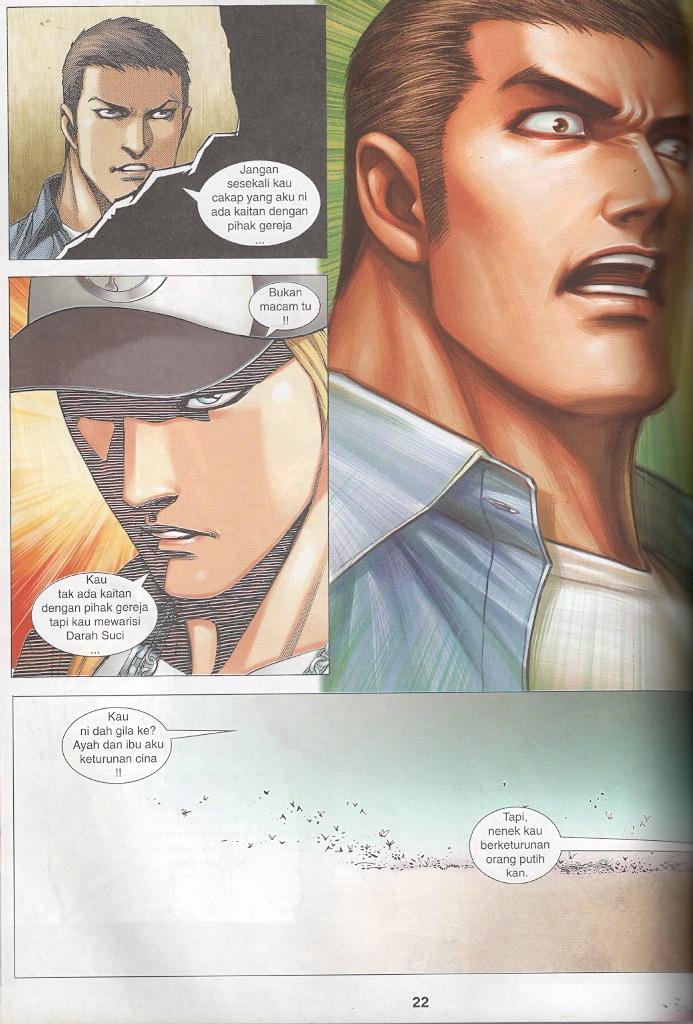 Jangan
sesekali kau
cakap yang aku ni
ada kaitan dengan
pihak gereja
...
Bukan
macam tu
!!
Kau
tak ada kaitan
dengan pihak gereja
tapi kau mewarisi
Darah Suci
...
Kau
ni dah gila ke?
Ayah dan ibu aku
keturunan cina
!!
Tapi,
nenek kau
berketurunan
orang putih
kan.
22